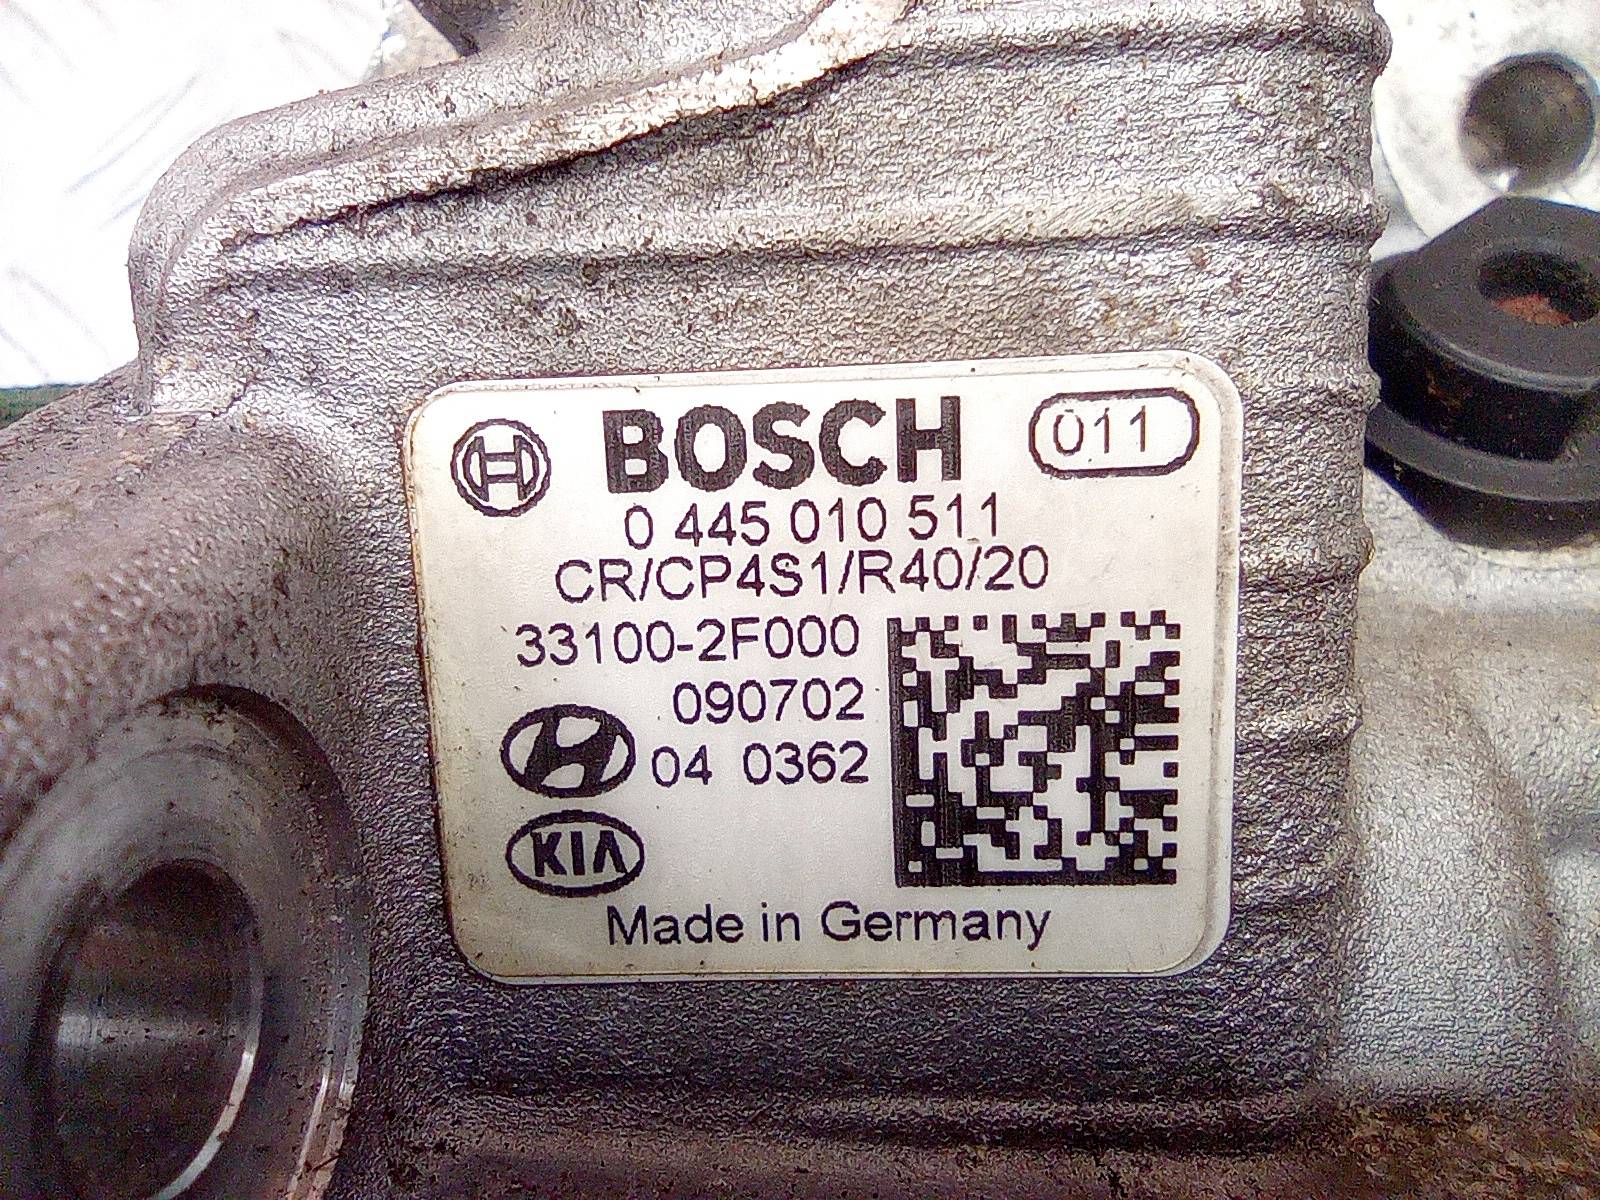 BOSCH 011
0 445 010 511
CR/CP4S1/R40/20
33100-2F000
090702
04 0362
KIA
Made in Germany